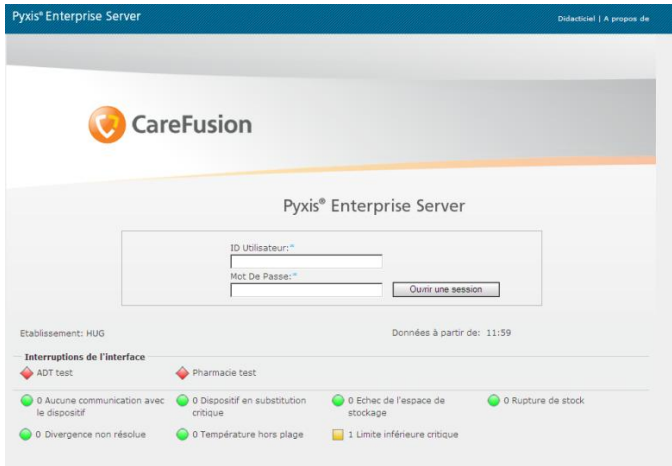 Pyxis® Enterprise Server
Didacticiel | A propos de
CareFusion
Pyxis® Enterprise Server
ID Utilisateur:*
Mot De Passe:*
Ouvrir une session
Etablissement: HUG
Données à partir de: 11:59
Interruptions de l'interface
ADT test
Pharmacie test
0 Aucune communication avec
le dispositif
0 Dispositif en substitution
critique
0 Echec de l'espace de
stockage
0 Rupture de stock
0 Divergence non résolue
0 Température hors plage
1 Limite inférieure critique